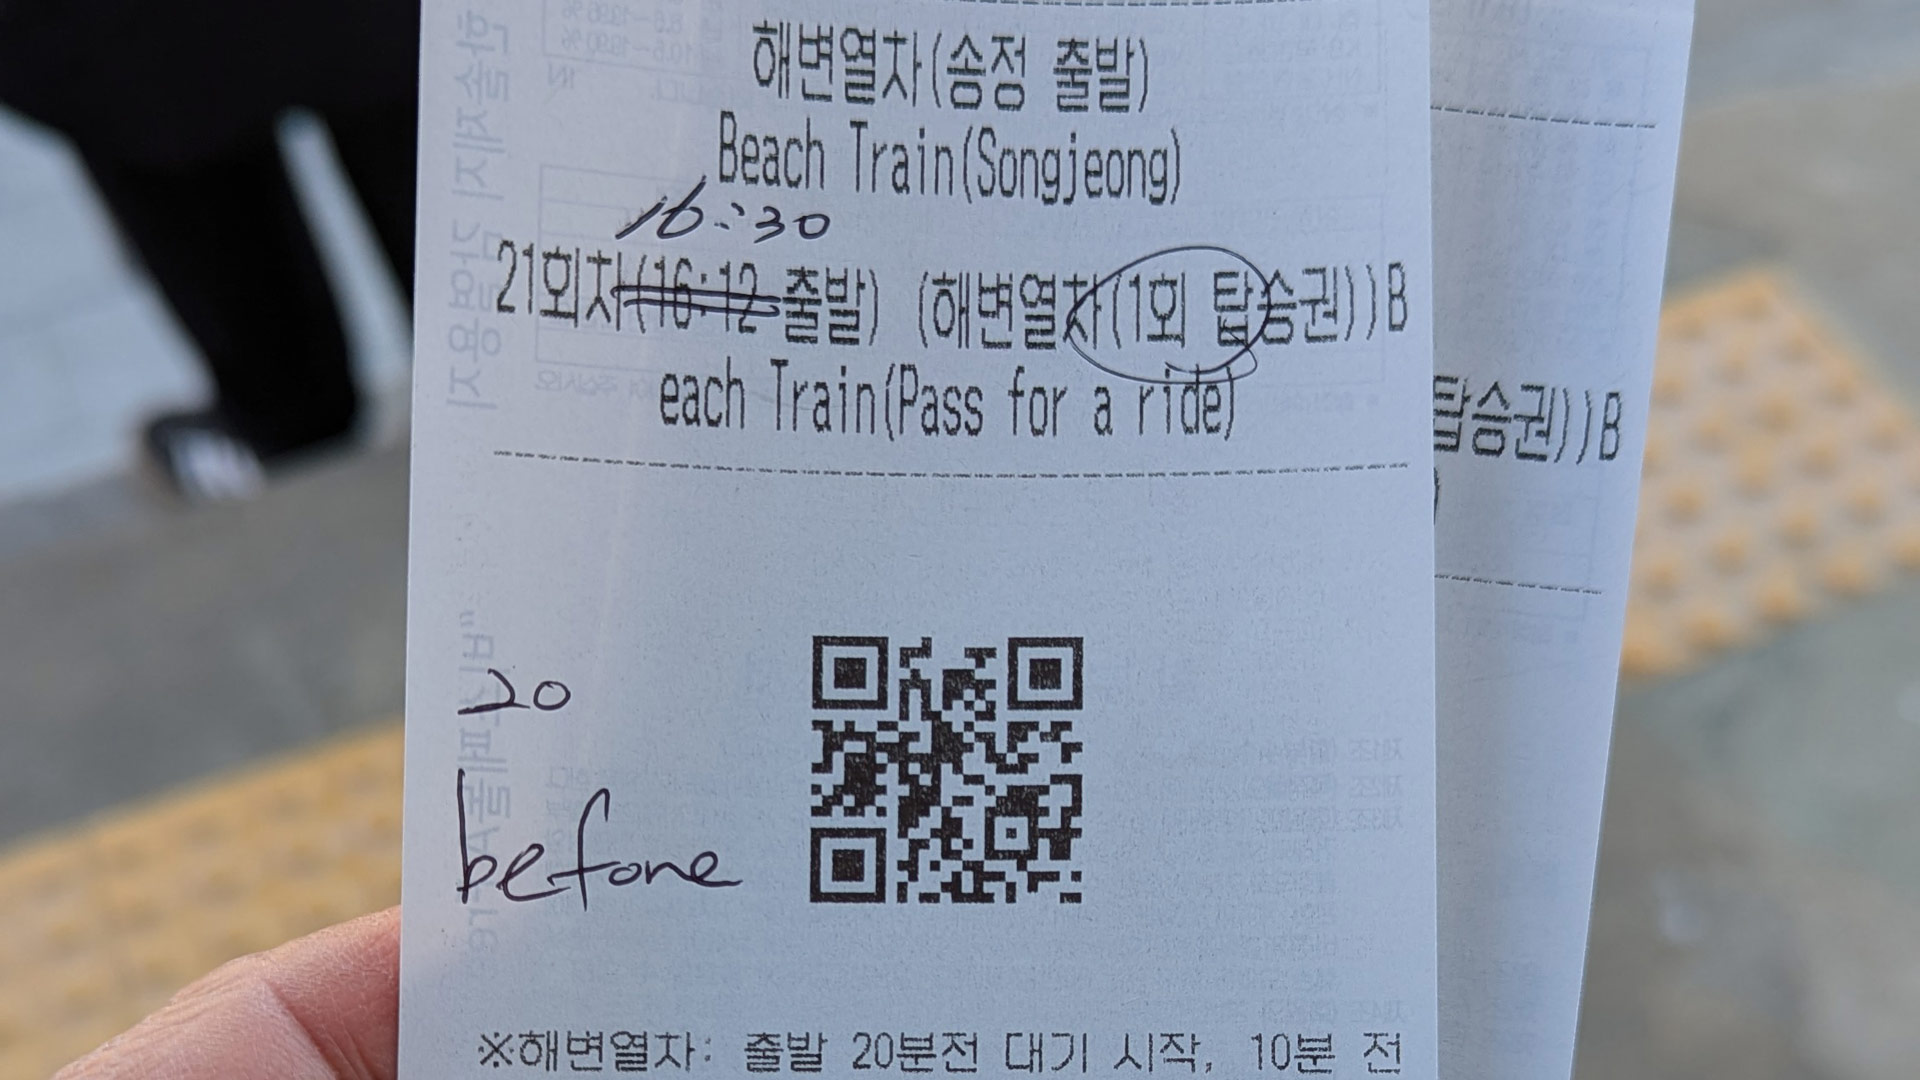 해변열차(송정 출발)
Beach Train(Songjeong)
16:30
21회차(16:12 출발) (해변열차(1회 탑승권))B
each Train(Pass for a ride)
탑승권))B
20
before
※해변열차: 출발 20분전 대기 시작, 10분 전